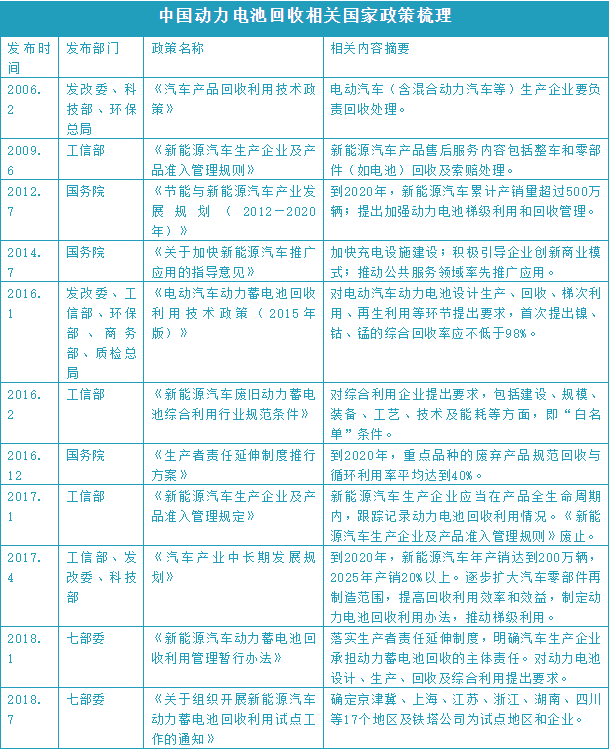 中国动力电池回收相关国家政策梳理
发布时间
发布部门
政策名称
相关内容摘要
2006.
2
发改委、科
技部、环保
总局
《汽车产品回收利用技术政
策》
电动汽车（含混合动力汽车等）生产企业要负
责回收处理。
2009.
6
工信部
《新能源汽车生产企业及产
品准入管理规则》
新能源汽车产品售后服务内容包括整车和零部
件（如电池）回收及索赔处理。
2012.
7
国务院
《节能与新能源汽车产业发
展规划（2012—2020
年）》
到2020年，新能源汽车累计产销量超过500万
辆；提出加强动力电池梯级利用和回收管理。
2014.
7
国务院
《关于加快新能源汽车推广
应用的指导意见》
加快充电设施建设；积极引导企业创新商业模
式；推动公共服务领域率先推广应用。
2016.
1
发改委、工
信部、环保
部、商务
部、质检总
局
《电动汽车动力蓄电池回收
利用技术政策（2015年
版）》
对电动汽车动力电池设计生产、回收、梯次利
用、再生利用等环节提出要求，首次提出镍、
钴、锰的综合回收率应不低于98%。
2016.
2
工信部
《新能源汽车废旧动力蓄电
池综合利用行业规范条件》
对综合利用企业提出要求，包括建设、规模、
装备、工艺、技术及能耗等方面，即“白名
单”条件。
2016.
12
国务院
《生产者责任延伸制度推行
方案》
到2020年，重点品种的废弃产品规范回收与
循环利用率平均达到40%。
2017.
1
工信部
《新能源汽车生产企业及产
品准入管理规定》
新能源汽车生产企业应当在产品全生命周期
内，跟踪记录动力电池回收利用情况。《新能
源汽车生产企业及产品准入管理规则》废止。
2017.
4
工信部、发
改委、科技
部
《汽车产业中长期发展规
划》
到2020年，新能源汽车年产销达到200万辆，
2025年产销20%以上。逐步扩大汽车零部件再
制造范围，提高回收利用效率和效益，制定动
力电池回收利用办法，推动梯级利用。
2018.
1
七部委
《新能源汽车动力蓄电池回
收利用管理暂行办法》
落实生产者责任延伸制度，明确汽车生产企业
承担动力蓄电池回收的主体责任。对动力电池
设计、生产、回收及综合利用提出要求。
2018.
7
七部委
《关于组织开展新能源汽车
动力蓄电池回收利用试点工
作的通知》
确定京津冀、上海、江苏、浙江、湖南、四川
等17个地区及铁塔公司为试点地区和企业。